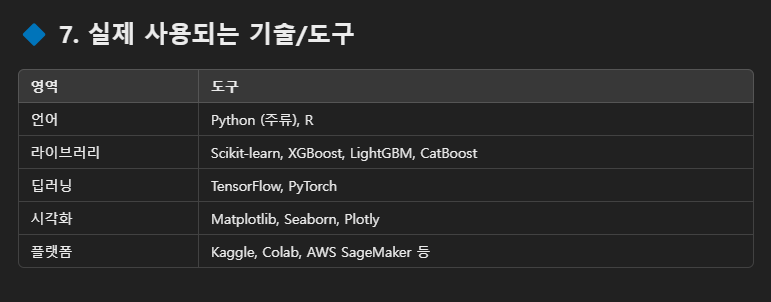 7. 실제 사용되는 기술/도구
영역 도구
언어 Python (주류), R
라이브러리 Scikit-learn, XGBoost, LightGBM, CatBoost
딥러닝 TensorFlow, PyTorch
시각화 Matplotlib, Seaborn, Plotly
플랫폼 Kaggle, Colab, AWS SageMaker 등